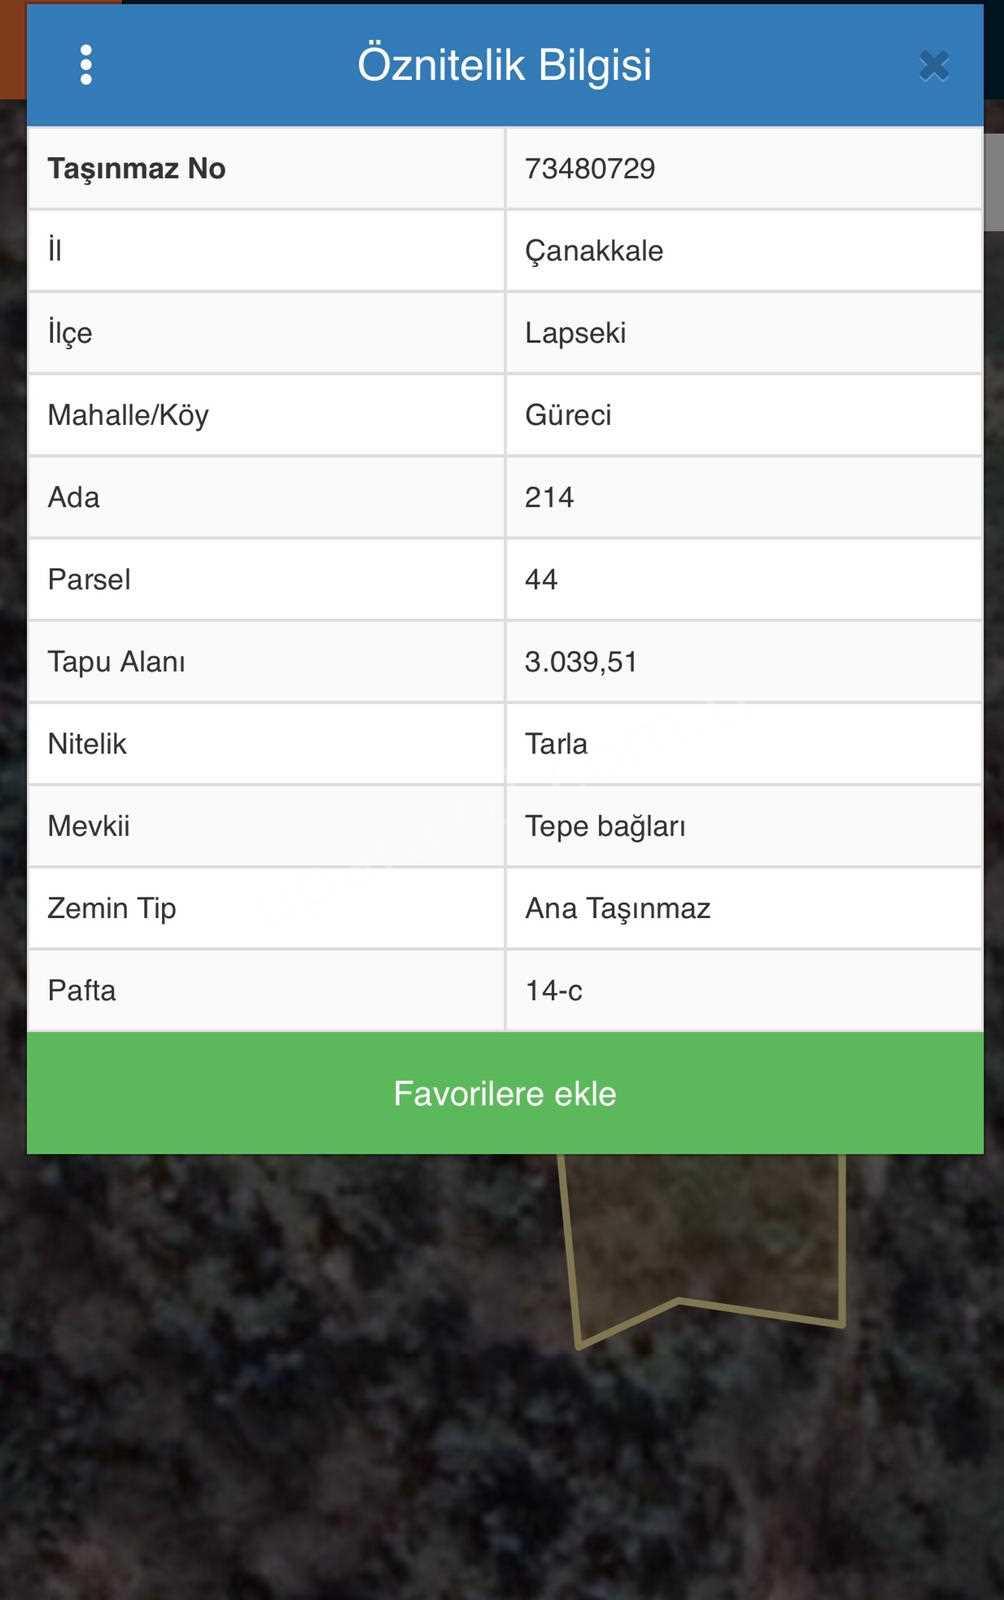 Öznitelik Bilgisi
Taşınmaz No 73480729
İl Çanakkale
İlçe Lapseki
Mahalle/Köy Güreci
Ada 214
Parsel 44
Tapu Alanı 3.039,51
Nitelik Tarla
Mevkii Tepe bağları
Zemin Tip Ana Taşınmaz
Pafta 14-c
Favorilere ekle